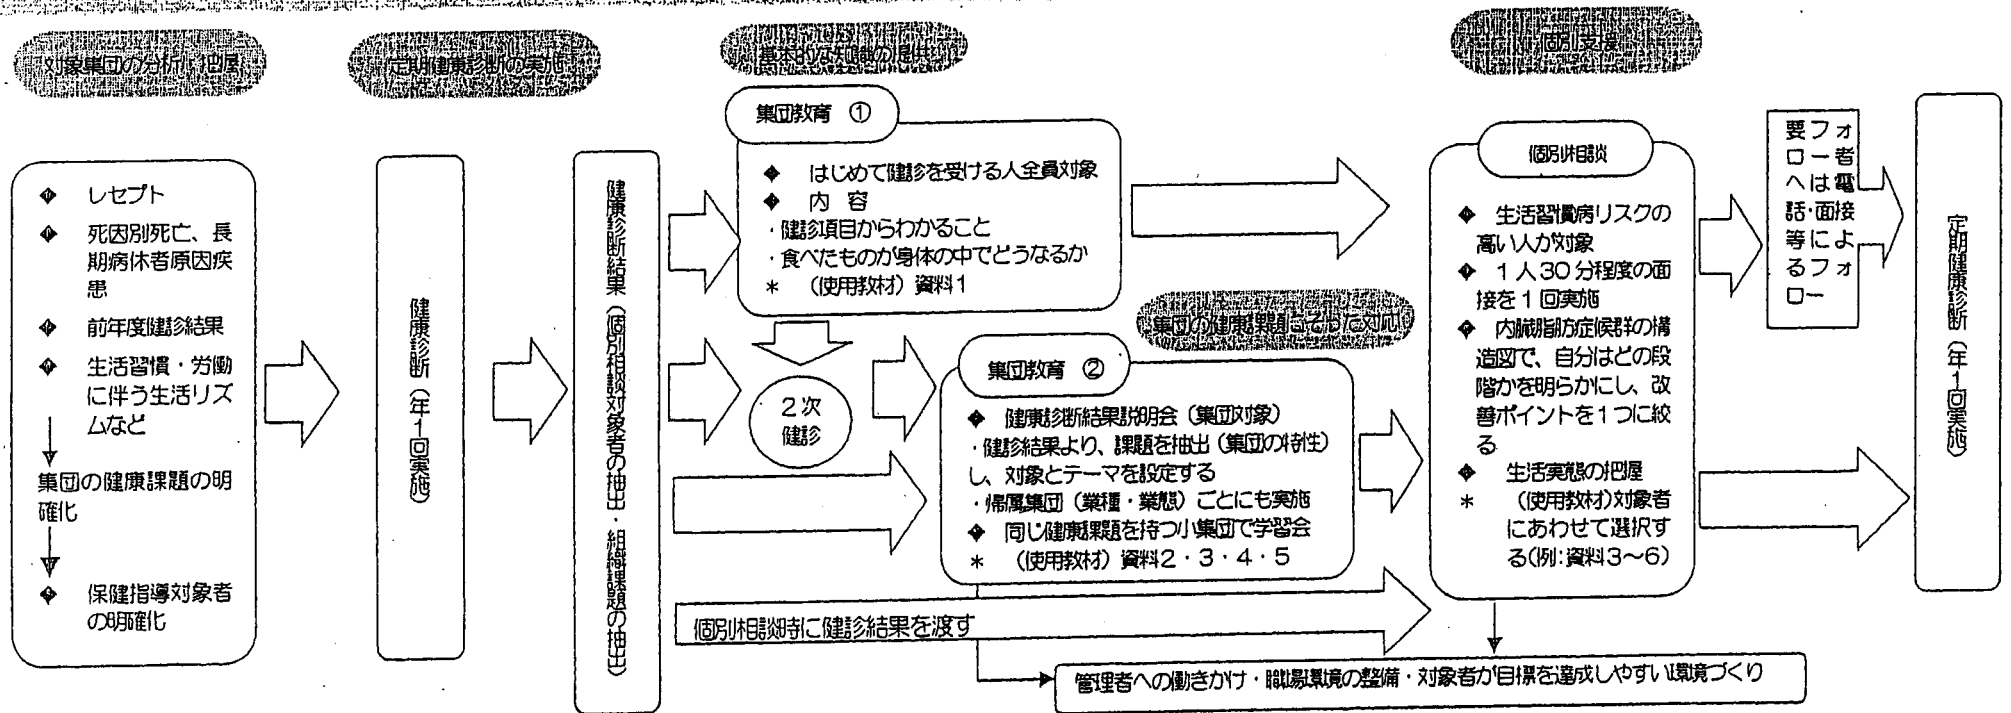 対象集団の分析・把握
定期健康診断の実施
基本的な知識の提供
個別支援
◆ レセプト
◆ 死因別死亡、長
期病休者原因疾
患
◆ 前年度健診結果
◆ 生活習慣・労働
に伴う生活リズ
ムなど
集団の健康課題の明
確化
◆ 保健指導対象者
の明確化
健康診断（年1回実施）
健康診断結果（個別相談対象者の抽出・組織課題の抽出）
集団教育 ①
◆ はじめて健診を受ける人全員対象
◆ 内 容
・健診項目からわかること
・食べたものが身体の中でどうなるか
＊ （使用教材）資料1
2次
健診
集団の健康課題にそった対応
集団教育 ②
◆ 健康診断結果説明会（集団対象）
・健診結果より、課題を抽出（集団の特性）
し、対象とテーマを設定する
・帰属集団（業種・業態）ごとにも実施
◆ 同じ健康課題を持つ小集団で学習会
＊ （使用教材）資料2・3・4・5
個別相談時に健診結果を渡す
個別相談
◆ 生活習慣病リスクの
高い人が対象
◆ 1人30分程度の面
接を1回実施
◆ 内臓脂肪症候群の構
造図で、自分はどの段
階かを明らかにし、改
善ポイントを1つに絞
る
◆ 生活実態の把握
＊ （使用教材）対象者
にあわせて選択す
る(例:資料3～6)
要フォ
ロー者
へは電
話・面接
等によ
るフォ
ロー
定期健康診断（年1回実施）
管理者への働きかけ・職場環境の整備・対象者が目標を達成しやすい環境づくり